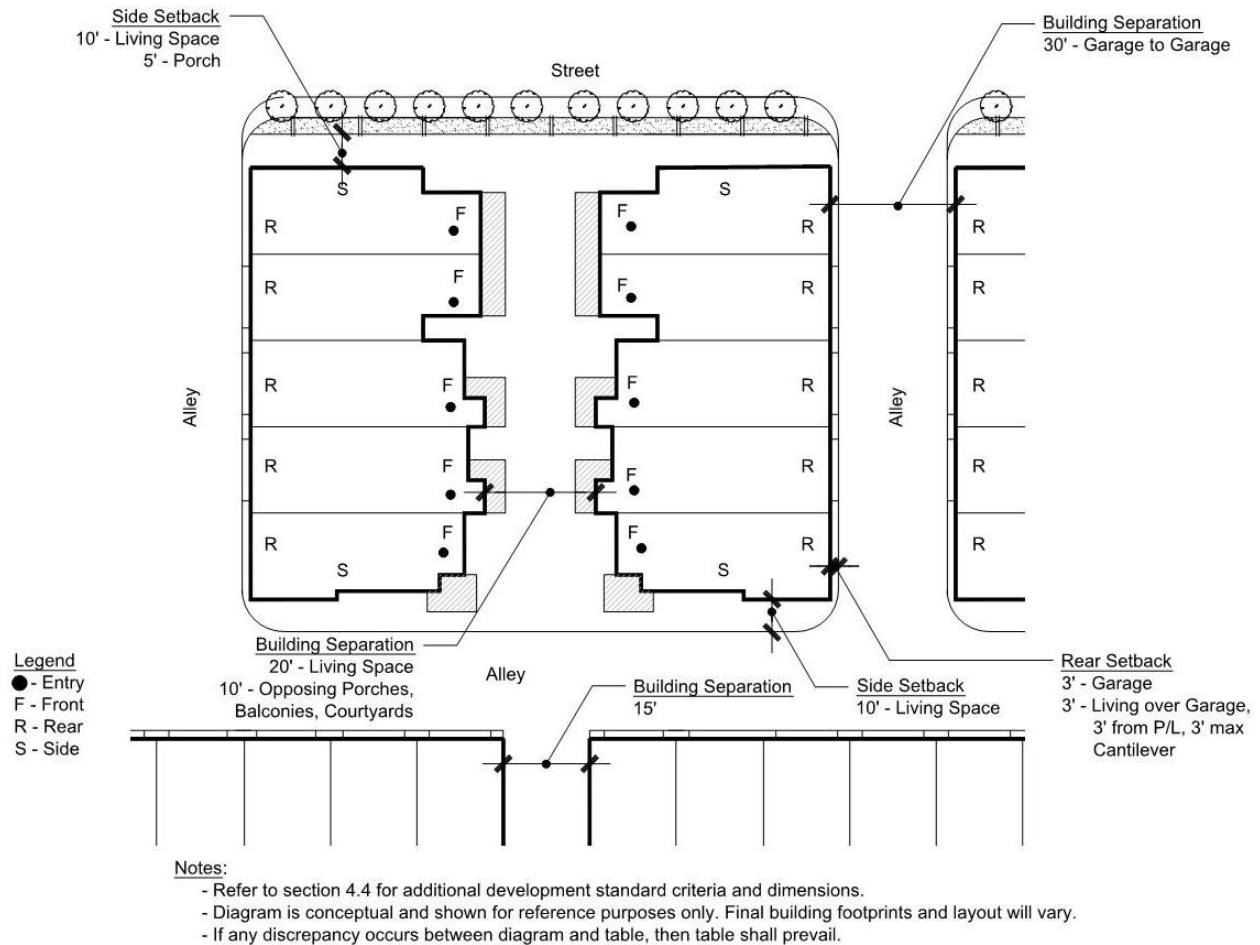 Side Setback
10' - Living Space
5' - Porch
Building Separation
30' - Garage to Garage
Street
S
S
F
F
R
R
R
F
F
R
R
R
Alley
R
F
F
R
R
Alley
R
F
F
R
R
R
F
F
R
R
S
S
Building Separation
20' - Living Space
10' - Opposing Porches,
Balconies, Courtyards
Alley
Building Separation
15'
Side Setback
10' - Living Space
Rear Setback
3' - Garage
3' - Living over Garage,
3' from P/L, 3' max
Cantilever
Legend
- Entry
F - Front
R - Rear
S - Side
Notes:
- Refer to section 4.4 for additional development standard criteria and dimensions.
- Diagram is conceptual and shown for reference purposes only. Final building footprints and layout will vary.
- If any discrepancy occurs between diagram and table, then table shall prevail.